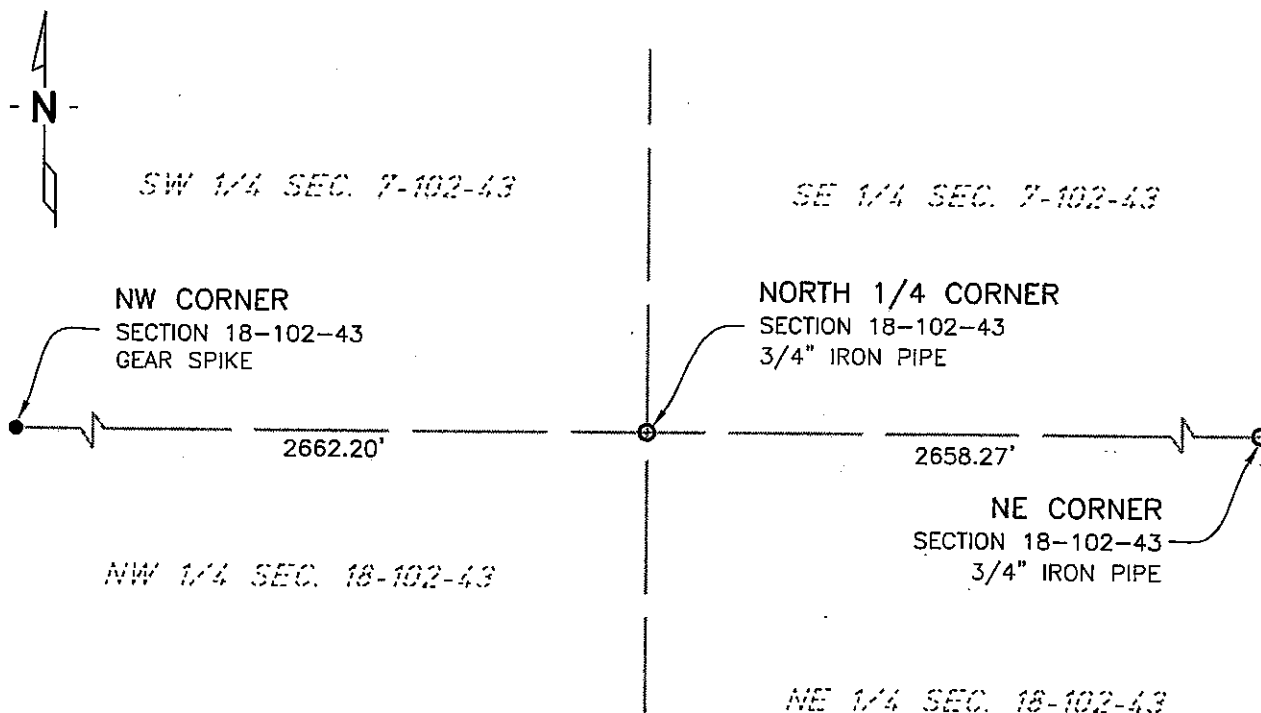 - N -
SW 1/4 SEC. 7-102-43
SE 1/4 SEC. 7-102-43
NW CORNER
SECTION 18-102-43
GEAR SPIKE
NORTH 1/4 CORNER
SECTION 18-102-43
3/4" IRON PIPE
2662.20'
2658.27'
NE CORNER
SECTION 18-102-43
3/4" IRON PIPE
NW 1/4 SEC. 18-102-43
NE 1/4 SEC. 18-102-43